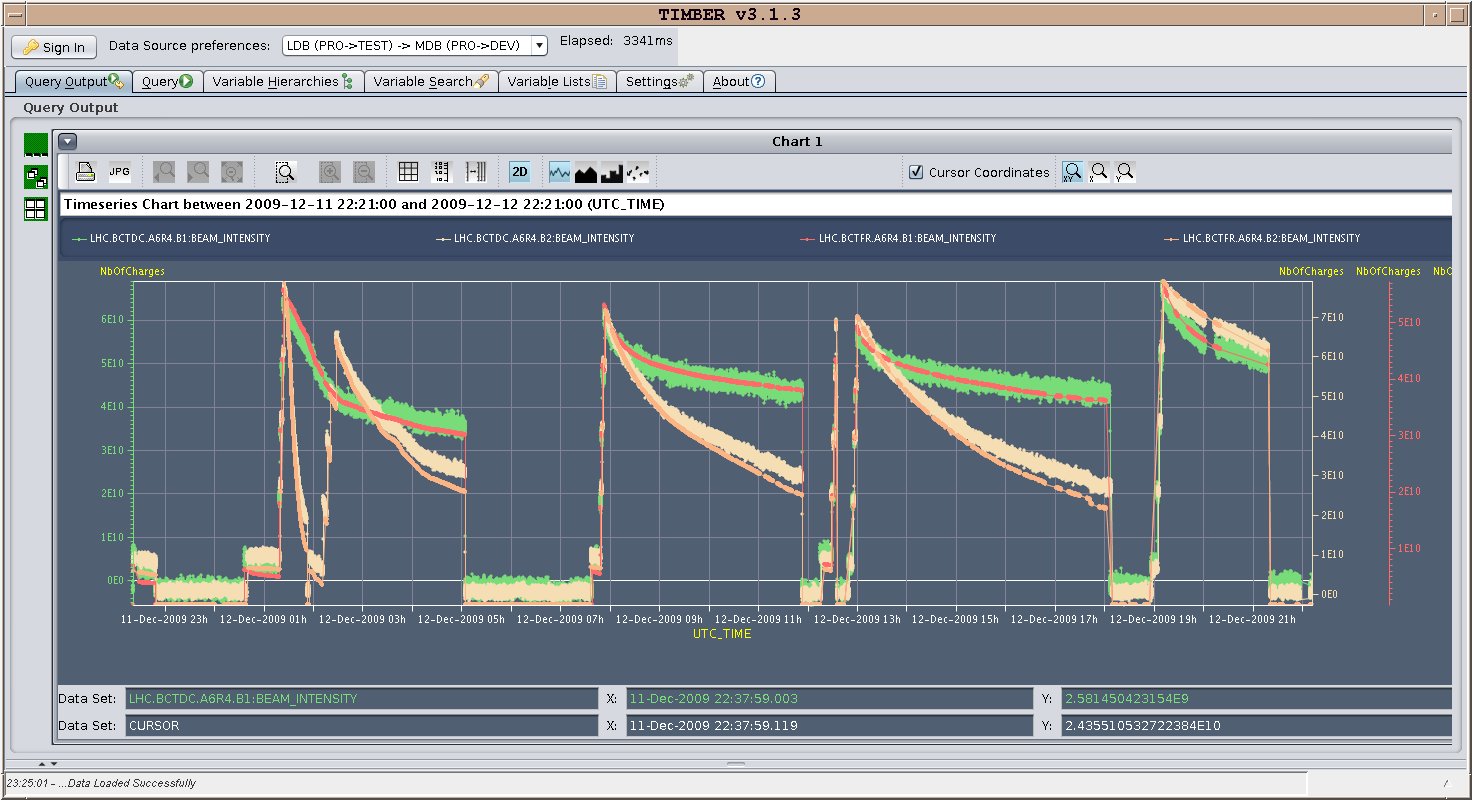 TIMBER v3.1.3
Sign In Data Source preferences: LDB (PRO->TEST) -> MDB (PRO->DEV) Elapsed: 3341ms
Query Output Query Variable Hierarchies Variable Search Variable Lists Settings About
Query Output
Chart 1
JPG 2D Cursor Coordinates XY X Y
Timeseries Chart between 2009-12-11 22:21:00 and 2009-12-12 22:21:00 (UTC_TIME)
LHC.BCTDC.A6R4.B1:BEAM_INTENSITY LHC.BCTDC.A6R4.B2:BEAM_INTENSITY LHC.BCTFR.A6R4.B1:BEAM_INTENSITY LHC.BCTFR.A6R4.B2:BEAM_INTENSITY
NbOfCharges NbOfCharges NbOfCharges NbO
7E10
6E10 5E10
6E10
5E10
4E10
5E10
4E10
4E10
3E10 3E10
3E10
2E10 2E10
2E10
1E10 1E10
1E10
0E0
0E0
11-Dec-2009 23h 12-Dec-2009 01h 12-Dec-2009 03h 12-Dec-2009 05h 12-Dec-2009 07h 12-Dec-2009 09h 12-Dec-2009 11h 12-Dec-2009 13h 12-Dec-2009 15h 12-Dec-2009 17h 12-Dec-2009 19h 12-Dec-2009 21h
UTC_TIME
Data Set: LHC.BCTDC.A6R4.B1:BEAM_INTENSITY X: 11-Dec-2009 22:37:59.003 Y: 2.581450423154E9
Data Set: CURSOR X: 11-Dec-2009 22:37:59.119 Y: 2.435510532722384E10
23:25:01 - ...Data Loaded Successfully